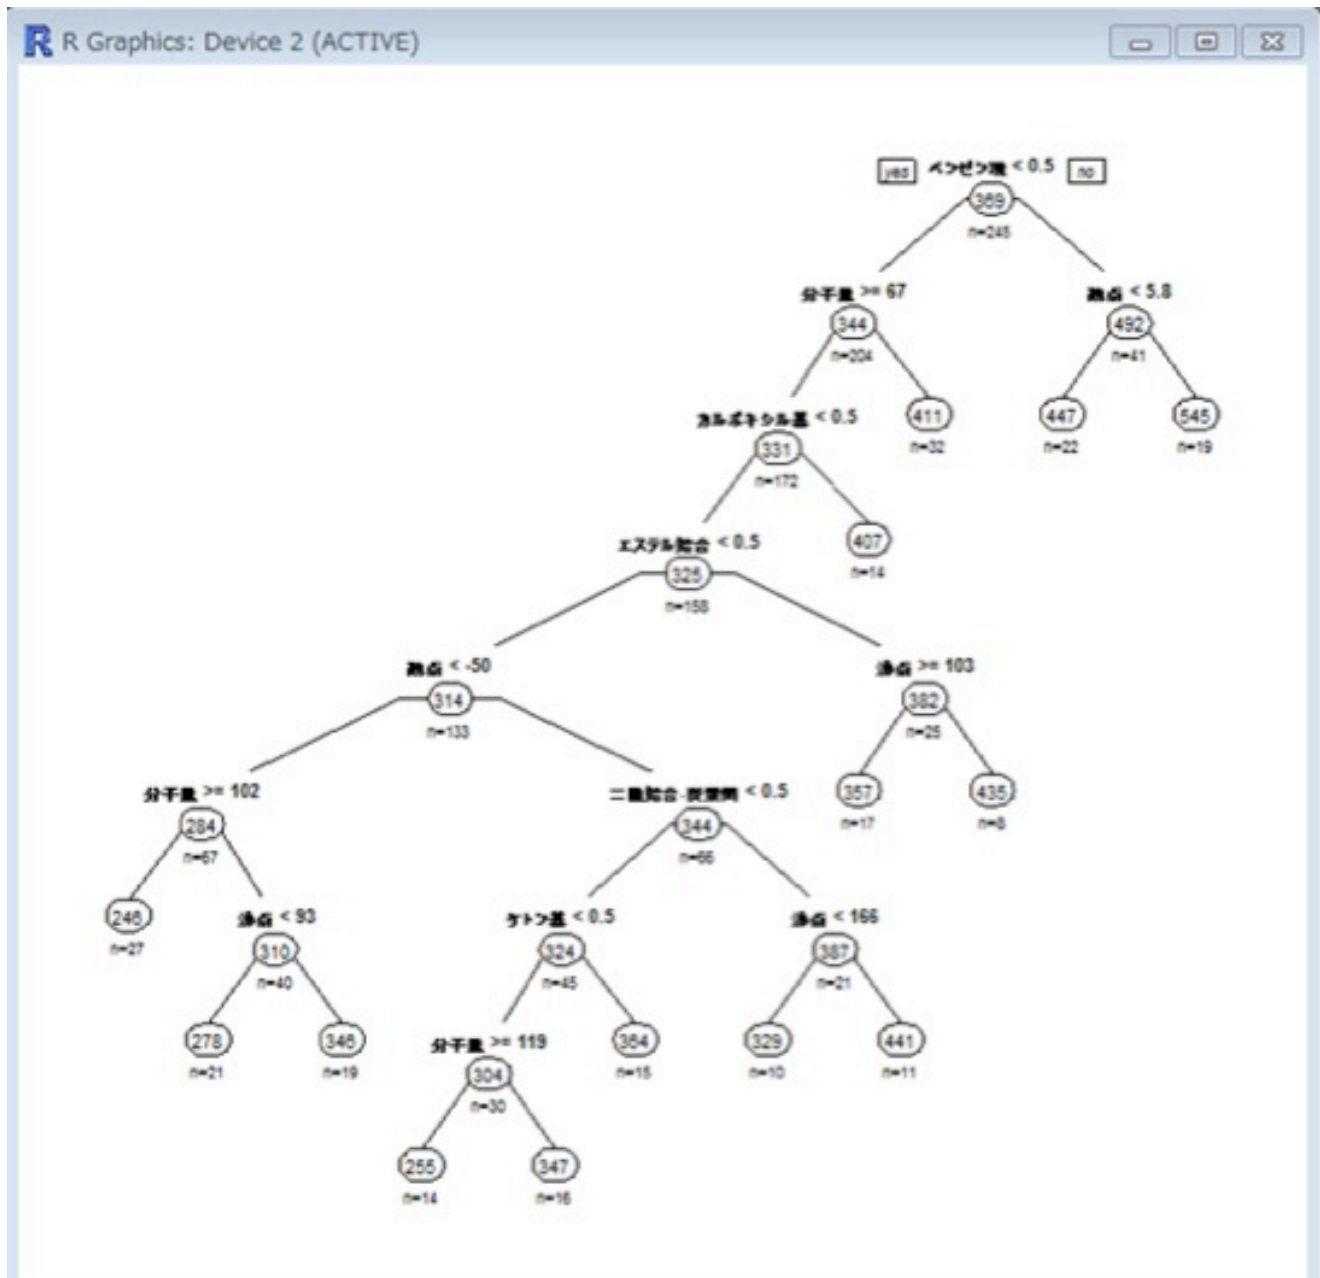 R Graphics: Device 2 (ACTIVE)
yes ベンゼン環 < 0.5 no
369
n=245
分子量 >= 67
融点 < 5.8
344
492
n=204
n=41
カルボキシル基 < 0.5
411
447
545
331
n=32
n=22
n=19
n=172
エステル結合 < 0.5
407
325
n=14
n=158
融点 < -50
沸点 >= 103
314
382
n=133
n=25
分子量 >= 102
二重結合-炭素間 < 0.5
357
435
284
344
n=17
n=8
n=67
n=66
246
沸点 < 93
ケトン基 < 0.5
沸点 < 166
n=27
310
324
387
n=40
n=45
n=21
278
346
分子量 >= 119
364
329
441
n=21
n=19
304
n=15
n=10
n=11
n=30
255
347
n=14
n=16